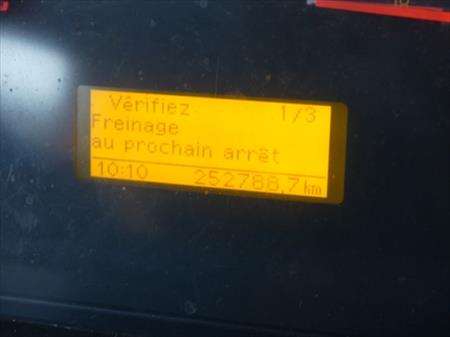 Vérifiez 1/3
Freinage
au prochain arrêt
10:10 252788,7 km